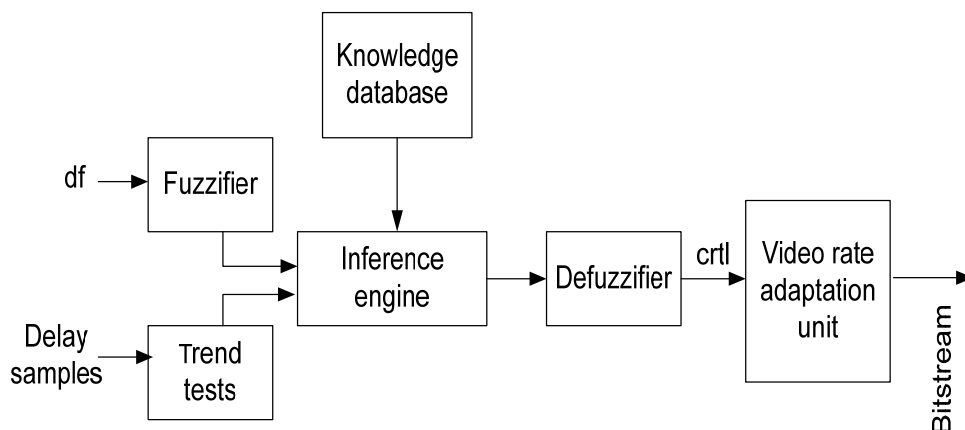 Knowledge
database
df
Fuzzifier
Inference
engine
Defuzzifier
crtl
Video rate
adaptation
unit
Delay
samples
Trend
tests
Bitstream